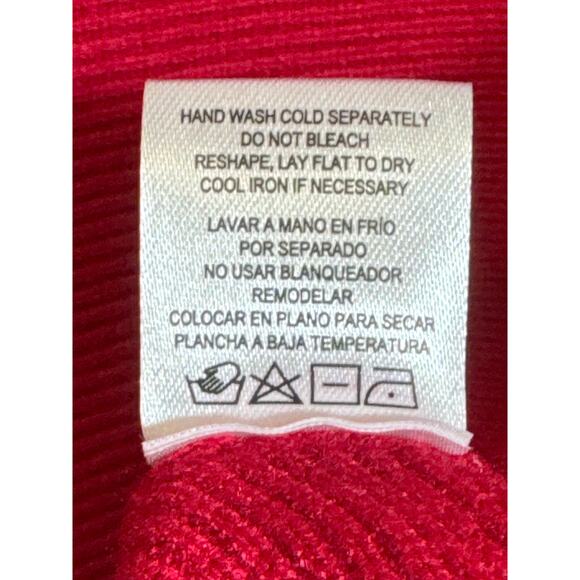 HAND WASH COLD SEPARATELY
DO NOT BLEACH
RESHAPE, LAY FLAT TO DRY
COOL IRON IF NECESSARY
LAVAR A MANO EN FRÍO
POR SEPARADO
NO USAR BLANQUEADOR
REMODELAR
COLOCAR EN PLANO PARA SECAR
PLANCHA A BAJA TEMPERATURA